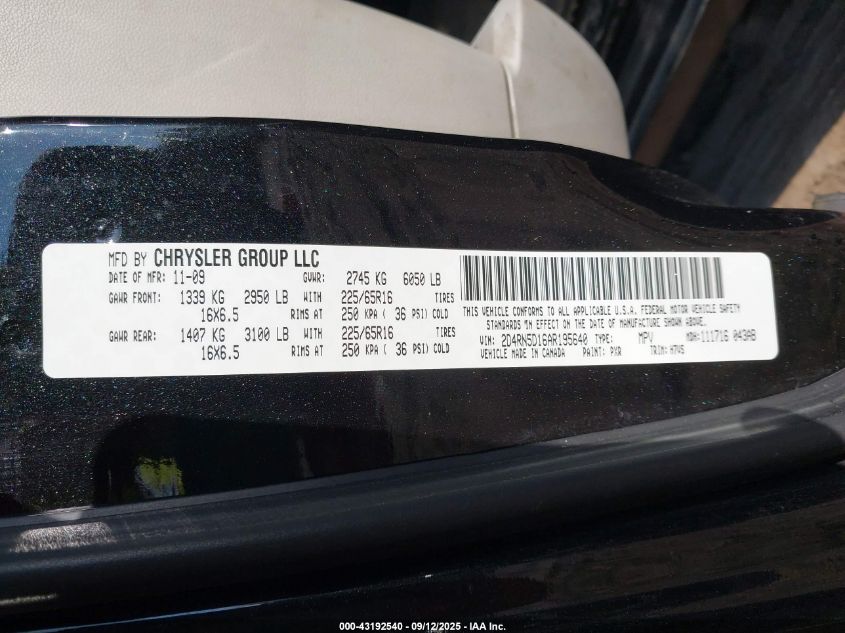 MFD BY CHRYSLER GROUP LLC
DATE OF MFR: 11-09 GVWR: 2745 KG 6050 LB
GAWR FRONT: 1339 KG 2950 LB WITH 225/65R16 TIRES
16X6.5 RIMS AT 250 KPA ( 36 PSI) COLD
GAWR REAR: 1407 KG 3100 LB WITH 225/65R16 TIRES
16X6.5 RIMS AT 250 KPA ( 36 PSI) COLD
THIS VEHICLE CONFORMS TO ALL APPLICABLE U.S.A. FEDERAL MOTOR VEHICLE SAFETY
STANDARDS IN EFFECT ON THE DATE OF MANUFACTURE SHOWN ABOVE.
VIN: 2D4RN5D16AR195640 TYPE: MPV MDH: 111716 043AB
VEHICLE MADE IN CANADA PAINT: PXR TRIM: H7V5
000-43192540 - 09/12/2025 - IAA Inc.